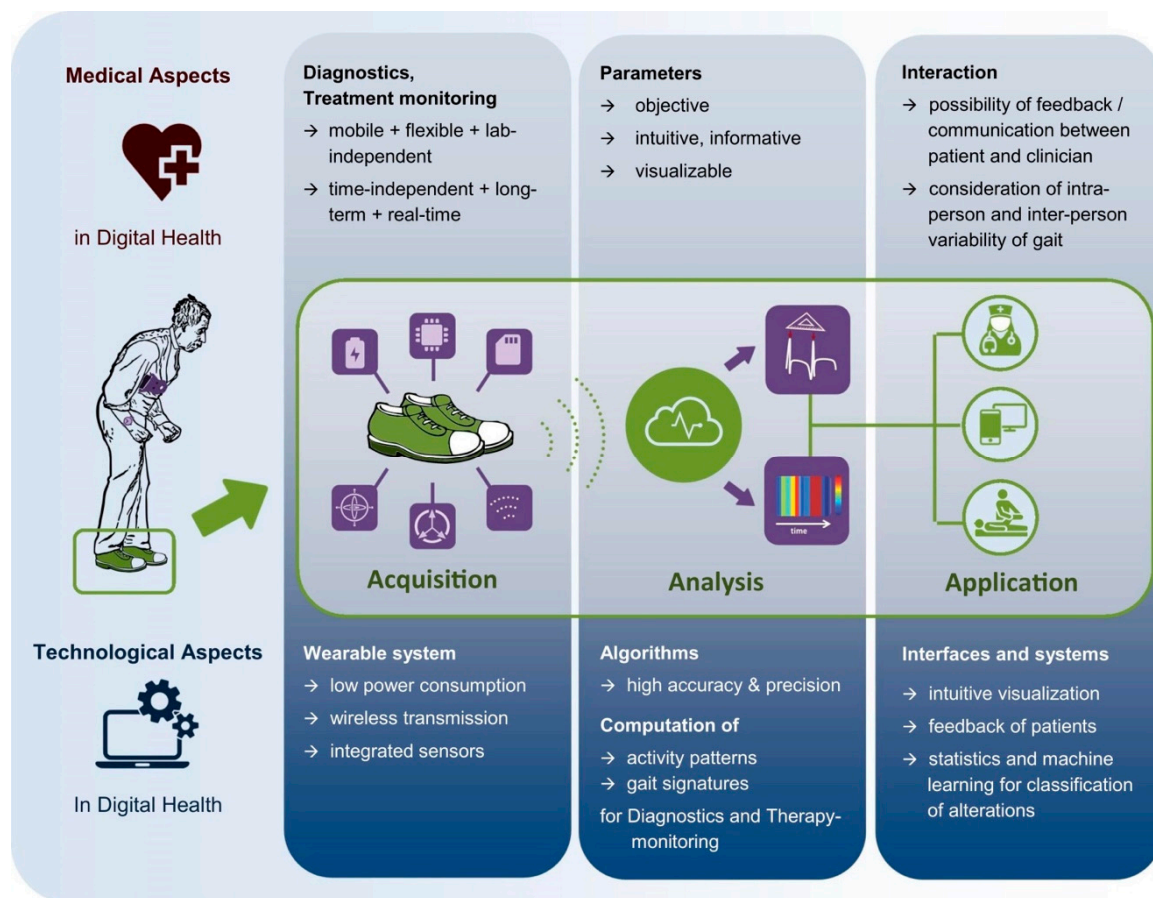 Medical Aspects
in Digital Health
Diagnostics,
Treatment monitoring
→ mobile + flexible + lab-
independent
→ time-independent + long-
term + real-time
Parameters
→ objective
→ intuitive, informative
→ visualizable
Interaction
→ possibility of feedback /
communication between
patient and clinician
→ consideration of intra-
person and inter-person
variability of gait
time
Acquisition
Analysis
Application
Technological Aspects
In Digital Health
Wearable system
→ low power consumption
→ wireless transmission
→ integrated sensors
Algorithms
→ high accuracy & precision
Computation of
→ activity patterns
→ gait signatures
for Diagnostics and Therapy-
monitoring
Interfaces and systems
→ intuitive visualization
→ feedback of patients
→ statistics and machine
learning for classification
of alterations